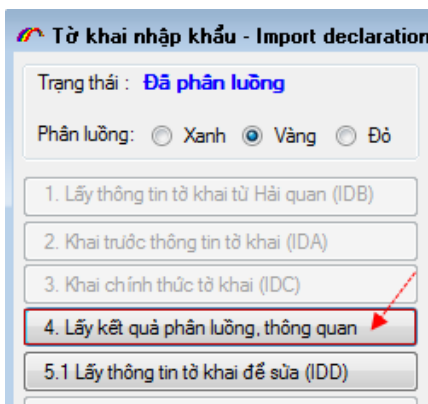 Tờ khai nhập khẩu - Import declaration
Trạng thái : Đã phân luồng
Phân luồng: Xanh Vàng Đỏ
1. Lấy thông tin tờ khai từ Hải quan (IDB)
2. Khai trước thông tin tờ khai (IDA)
3. Khai chính thức tờ khai (IDC)
4. Lấy kết quả phân luồng, thông quan
5.1 Lấy thông tin tờ khai để sửa (IDD)